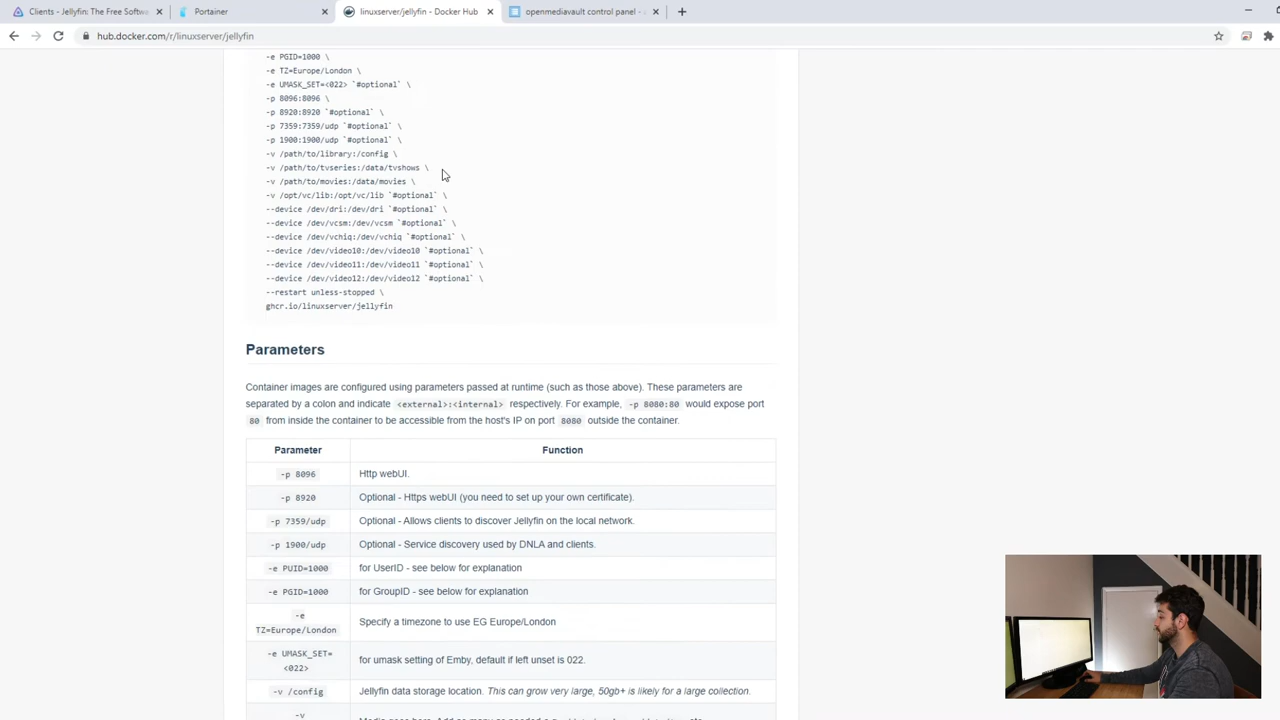 Clients - Jellyfin: The Free Softwa
Portainer
linuxserver/jellyfin - Docker Hub
openmediavault control panel -
hub.docker.com/r/linuxserver/jellyfin
-e PGID=1000 \
-e TZ=Europe/London \
-e UMASK_SET=<022> `#optional` \
-p 8096:8096 \
-p 8920:8920 `#optional` \
-p 7359:7359/udp `#optional` \
-p 1900:1900/udp `#optional` \
-v /path/to/library:/config \
-v /path/to/tvseries:/data/tvshows \
-v /path/to/movies:/data/movies \
-v /opt/vc/lib:/opt/vc/lib `#optional` \
--device /dev/dri:/dev/dri `#optional` \
--device /dev/vcsm:/dev/vcsm `#optional` \
--device /dev/vchiq:/dev/vchiq `#optional` \
--device /dev/video10:/dev/video10 `#optional` \
--device /dev/video11:/dev/video11 `#optional` \
--device /dev/video12:/dev/video12 `#optional` \
--restart unless-stopped \
ghcr.io/linuxserver/jellyfin
Parameters
Container images are configured using parameters passed at runtime (such as those above). These parameters are
separated by a colon and indicate <external>:<internal> respectively. For example, -p 8080:80 would expose port
80 from inside the container to be accessible from the host's IP on port 8080 outside the container.
Parameter Function
-p 8096 Http webUI.
-p 8920 Optional - Https webUI (you need to set up your own certificate).
-p 7359/udp Optional - Allows clients to discover Jellyfin on the local network.
-p 1900/udp Optional - Service discovery used by DNLA and clients.
-e PUID=1000 for UserID - see below for explanation
-e PGID=1000 for GroupID - see below for explanation
-e
TZ=Europe/London Specify a timezone to use EG Europe/London
-e UMASK_SET=
<022> for umask setting of Emby, default if left unset is 022.
-v /config Jellyfin data storage location. This can grow very large, 50gb+ is likely for a large collection.
-v